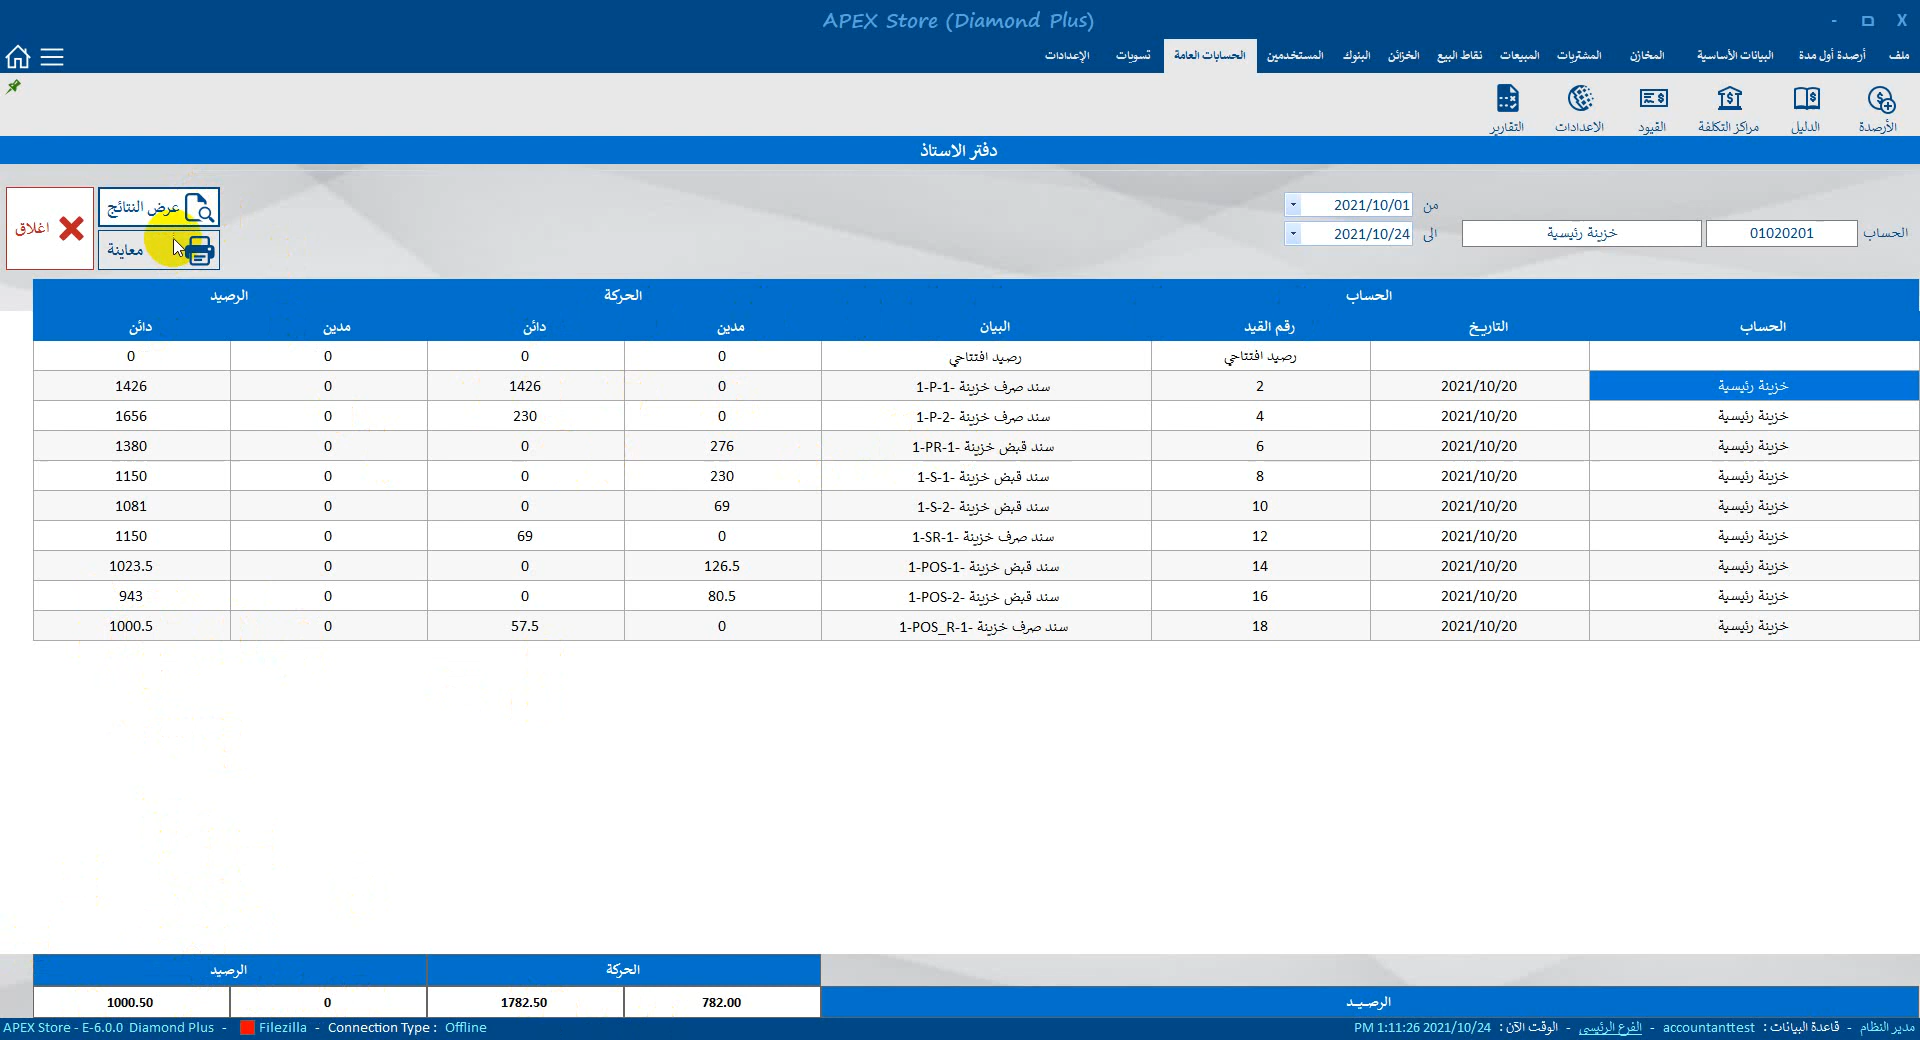 APEX Store (Diamond Plus)
ملف أرصدة أول مدة البيانات الأساسية المخازن المشتريات المبيعات نقاط البيع الخزائن البنوك المستخدمين الحسابات العامة تسويات الإعدادات
الأرصدة الدليل مراكز التكلفة القيود الاعدادات التقارير
دفتر الاستاذ
من 2021/10/01 عرض النتائج
الحساب 01020201 خزينة رئيسية الى 2021/10/24 معاينة اغلاق
الحساب الحركة الرصيد
الحساب التاريخ رقم القيد البيان مدين دائن مدين دائن
رصيد افتتاحي رصيد افتتاحي 0 0 0 0
خزينة رئيسية 2021/10/20 2 سند صرف خزينة -1-P-1 0 1426 0 1426
خزينة رئيسية 2021/10/20 4 سند صرف خزينة -1-P-2 0 230 0 1656
خزينة رئيسية 2021/10/20 6 سند قبض خزينة -1-PR-1 276 0 0 1380
خزينة رئيسية 2021/10/20 8 سند قبض خزينة -1-S-1 230 0 0 1150
خزينة رئيسية 2021/10/20 10 سند قبض خزينة -1-S-2 69 0 0 1081
خزينة رئيسية 2021/10/20 12 سند صرف خزينة -1-SR-1 0 69 0 1150
خزينة رئيسية 2021/10/20 14 سند قبض خزينة -1-POS-1 126.5 0 0 1023.5
خزينة رئيسية 2021/10/20 16 سند قبض خزينة -1-POS-2 80.5 0 0 943
خزينة رئيسية 2021/10/20 18 سند صرف خزينة -1-POS_R-1 0 57.5 0 1000.5
الحركة الرصيد
الرصيد 782.00 1782.50 0 1000.50
مدير النظام - قاعدة البيانات : accountanttest - الفرع الرئيسي - الوقت الآن : 2021/10/24 1:11:26 PM
APEX Store - E-6.0.0 Diamond Plus - Filezilla - Connection Type : Offline